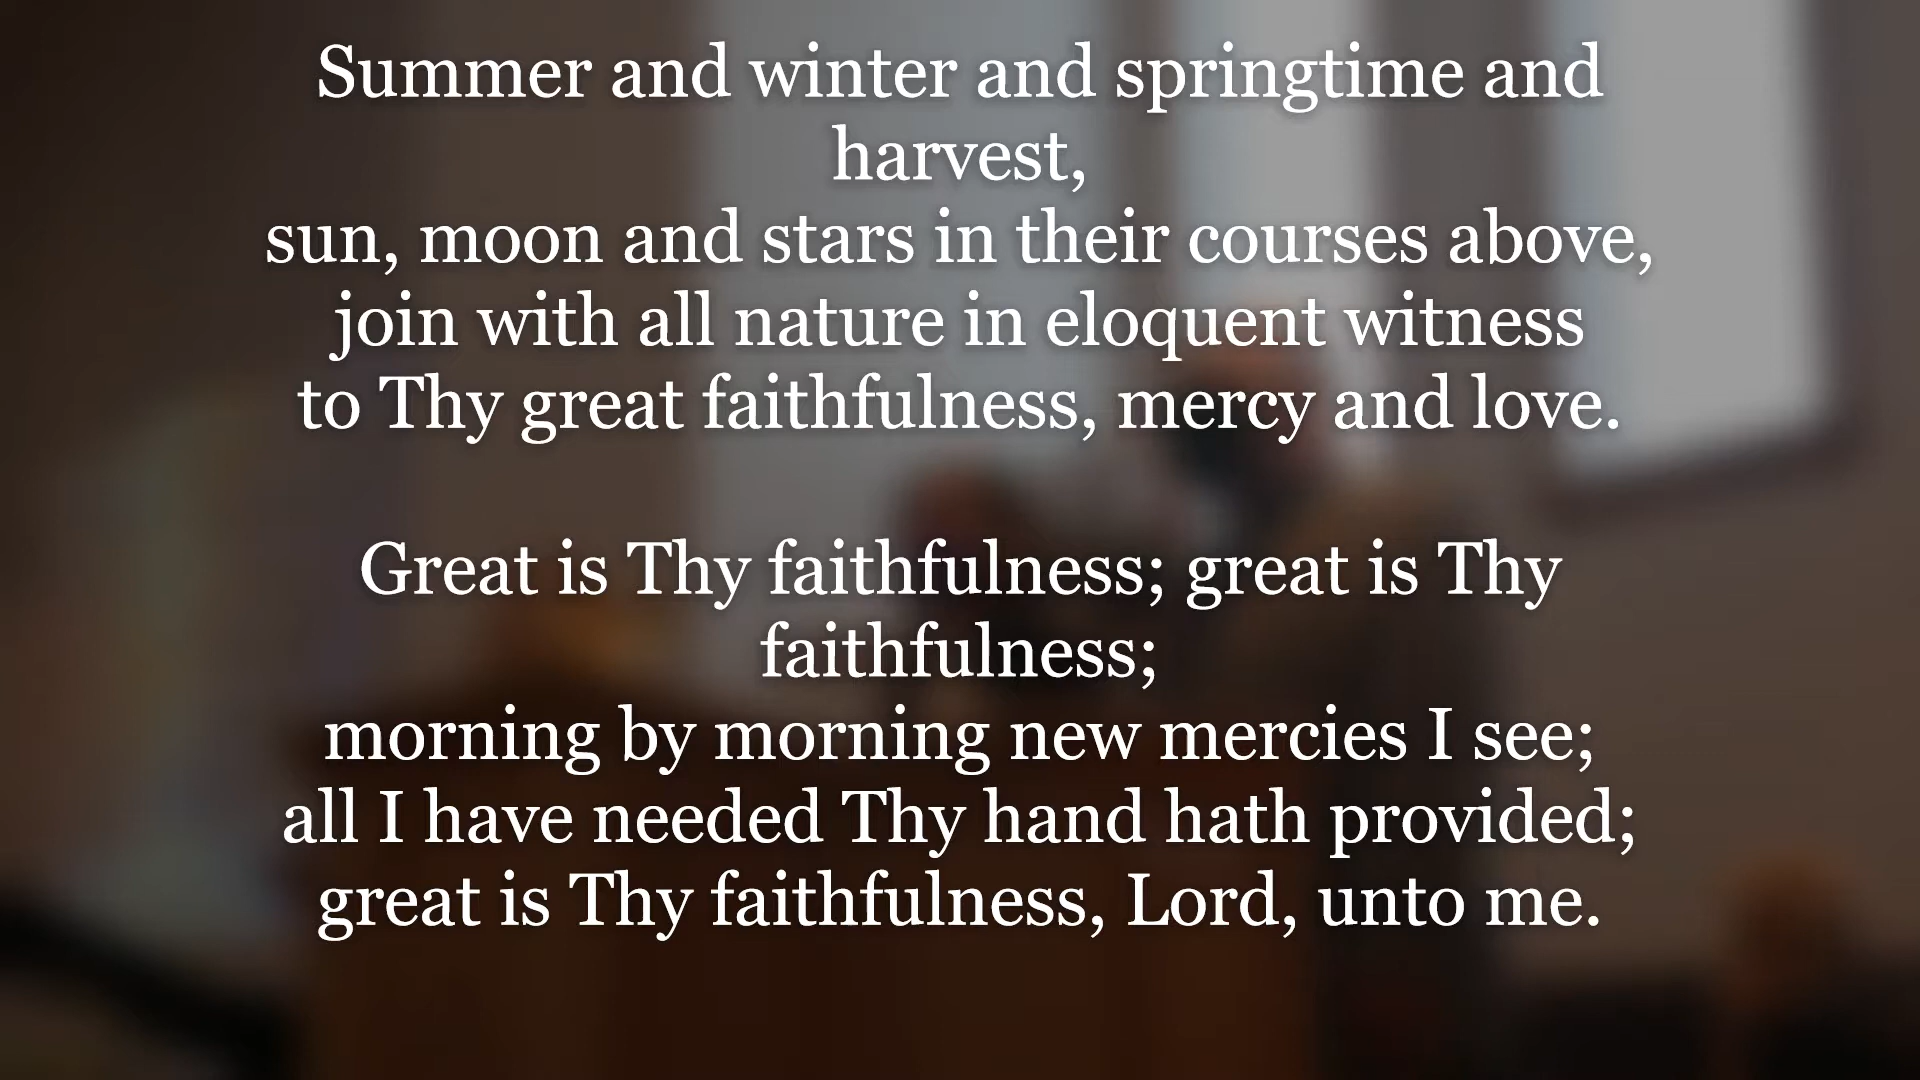 Summer and winter and springtime and
harvest,
sun, moon and stars in their courses above,
join with all nature in eloquent witness
to Thy great faithfulness, mercy and love.
Great is Thy faithfulness; great is Thy
faithfulness;
morning by morning new mercies I see;
all I have needed Thy hand hath provided;
great is Thy faithfulness, Lord, unto me.